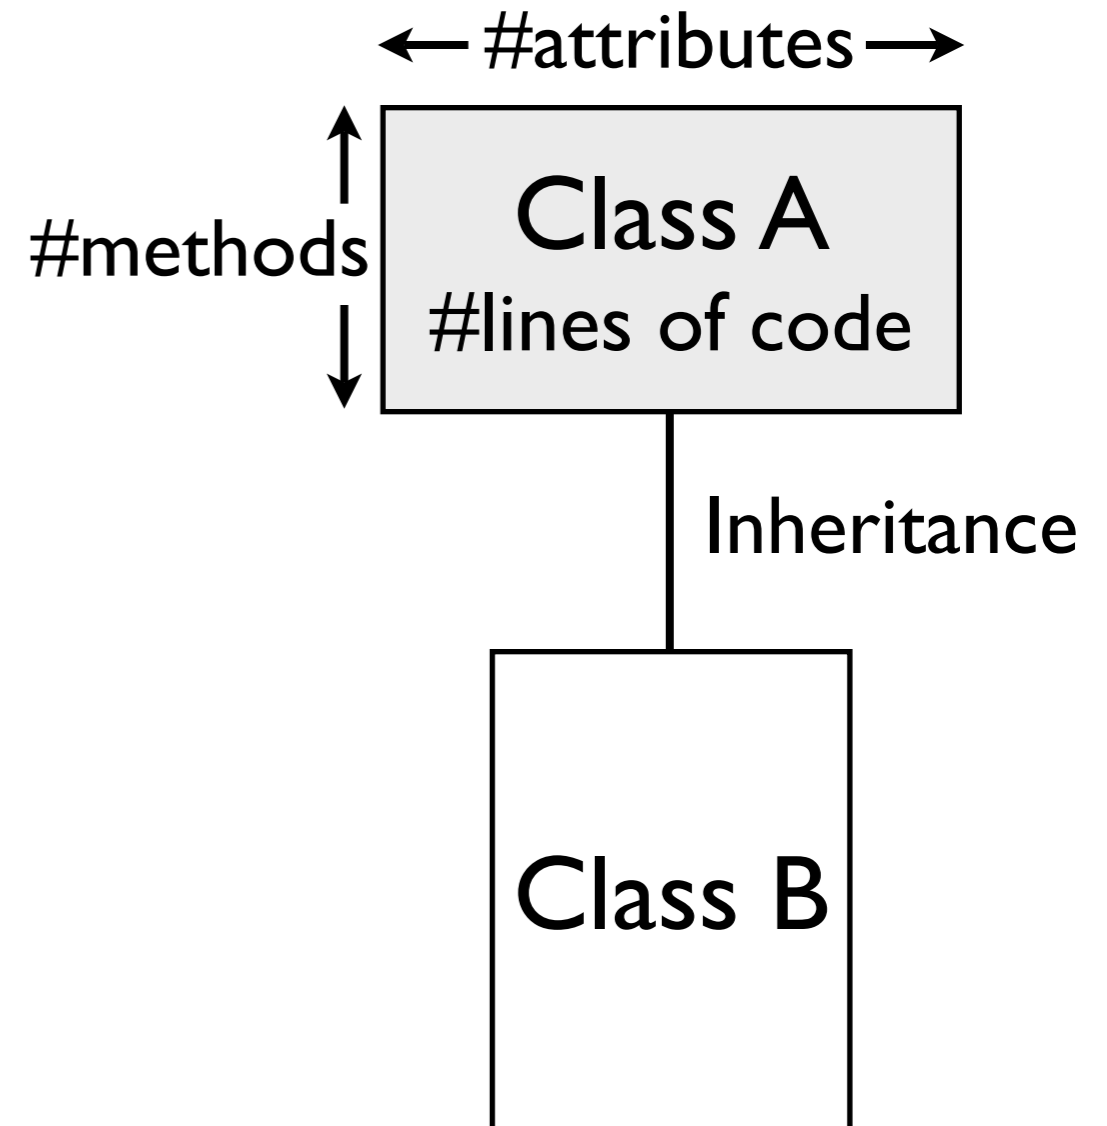 #attributes
Class A
#methods
#lines of code
Inheritance
Class B